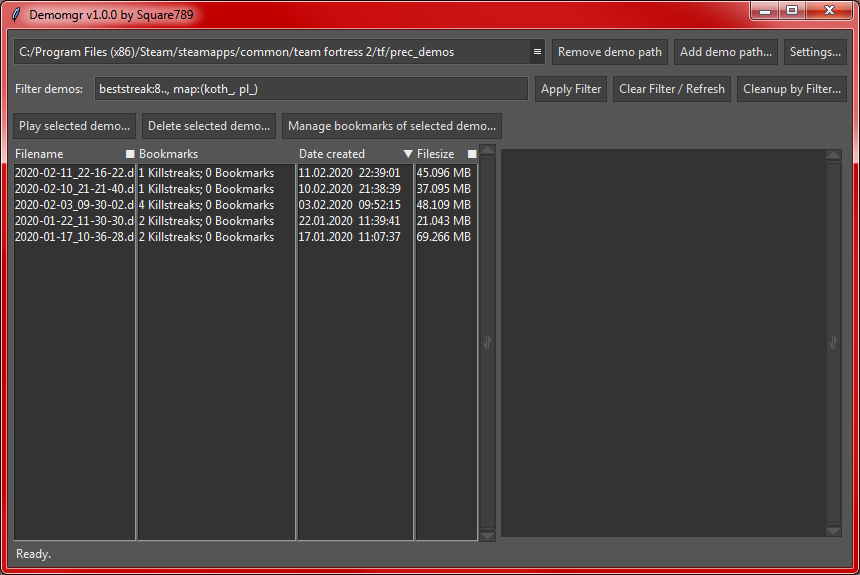 Demomgr v1.0.0 by Square789
C:/Program Files (x86)/Steam/steamapps/common/team fortress 2/tf/prec_demos Remove demo path Add demo path... Settings...
Filter demos: beststreak:8.., map:(koth_, pl_) Apply Filter Clear Filter / Refresh Cleanup by Filter...
Play selected demo... Delete selected demo... Manage bookmarks of selected demo...
Filename Bookmarks Date created Filesize
2020-02-11_22-16-22.d 1 Killstreaks; 0 Bookmarks 11.02.2020 22:39:01 45.096 MB
2020-02-10_21-21-40.d 1 Killstreaks; 0 Bookmarks 10.02.2020 21:38:39 37.095 MB
2020-02-03_09-30-02.d 4 Killstreaks; 0 Bookmarks 03.02.2020 09:52:15 48.109 MB
2020-01-22_11-30-30.d 2 Killstreaks; 0 Bookmarks 22.01.2020 11:39:41 21.043 MB
2020-01-17_10-36-28.d 2 Killstreaks; 0 Bookmarks 17.01.2020 11:07:37 69.266 MB
Ready.